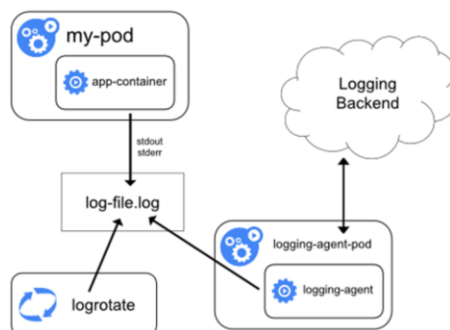 my-pod
app-container
stdout
stderr
Logging
Backend
log-file.log
logging-agent-pod
logging-agent
logrotate